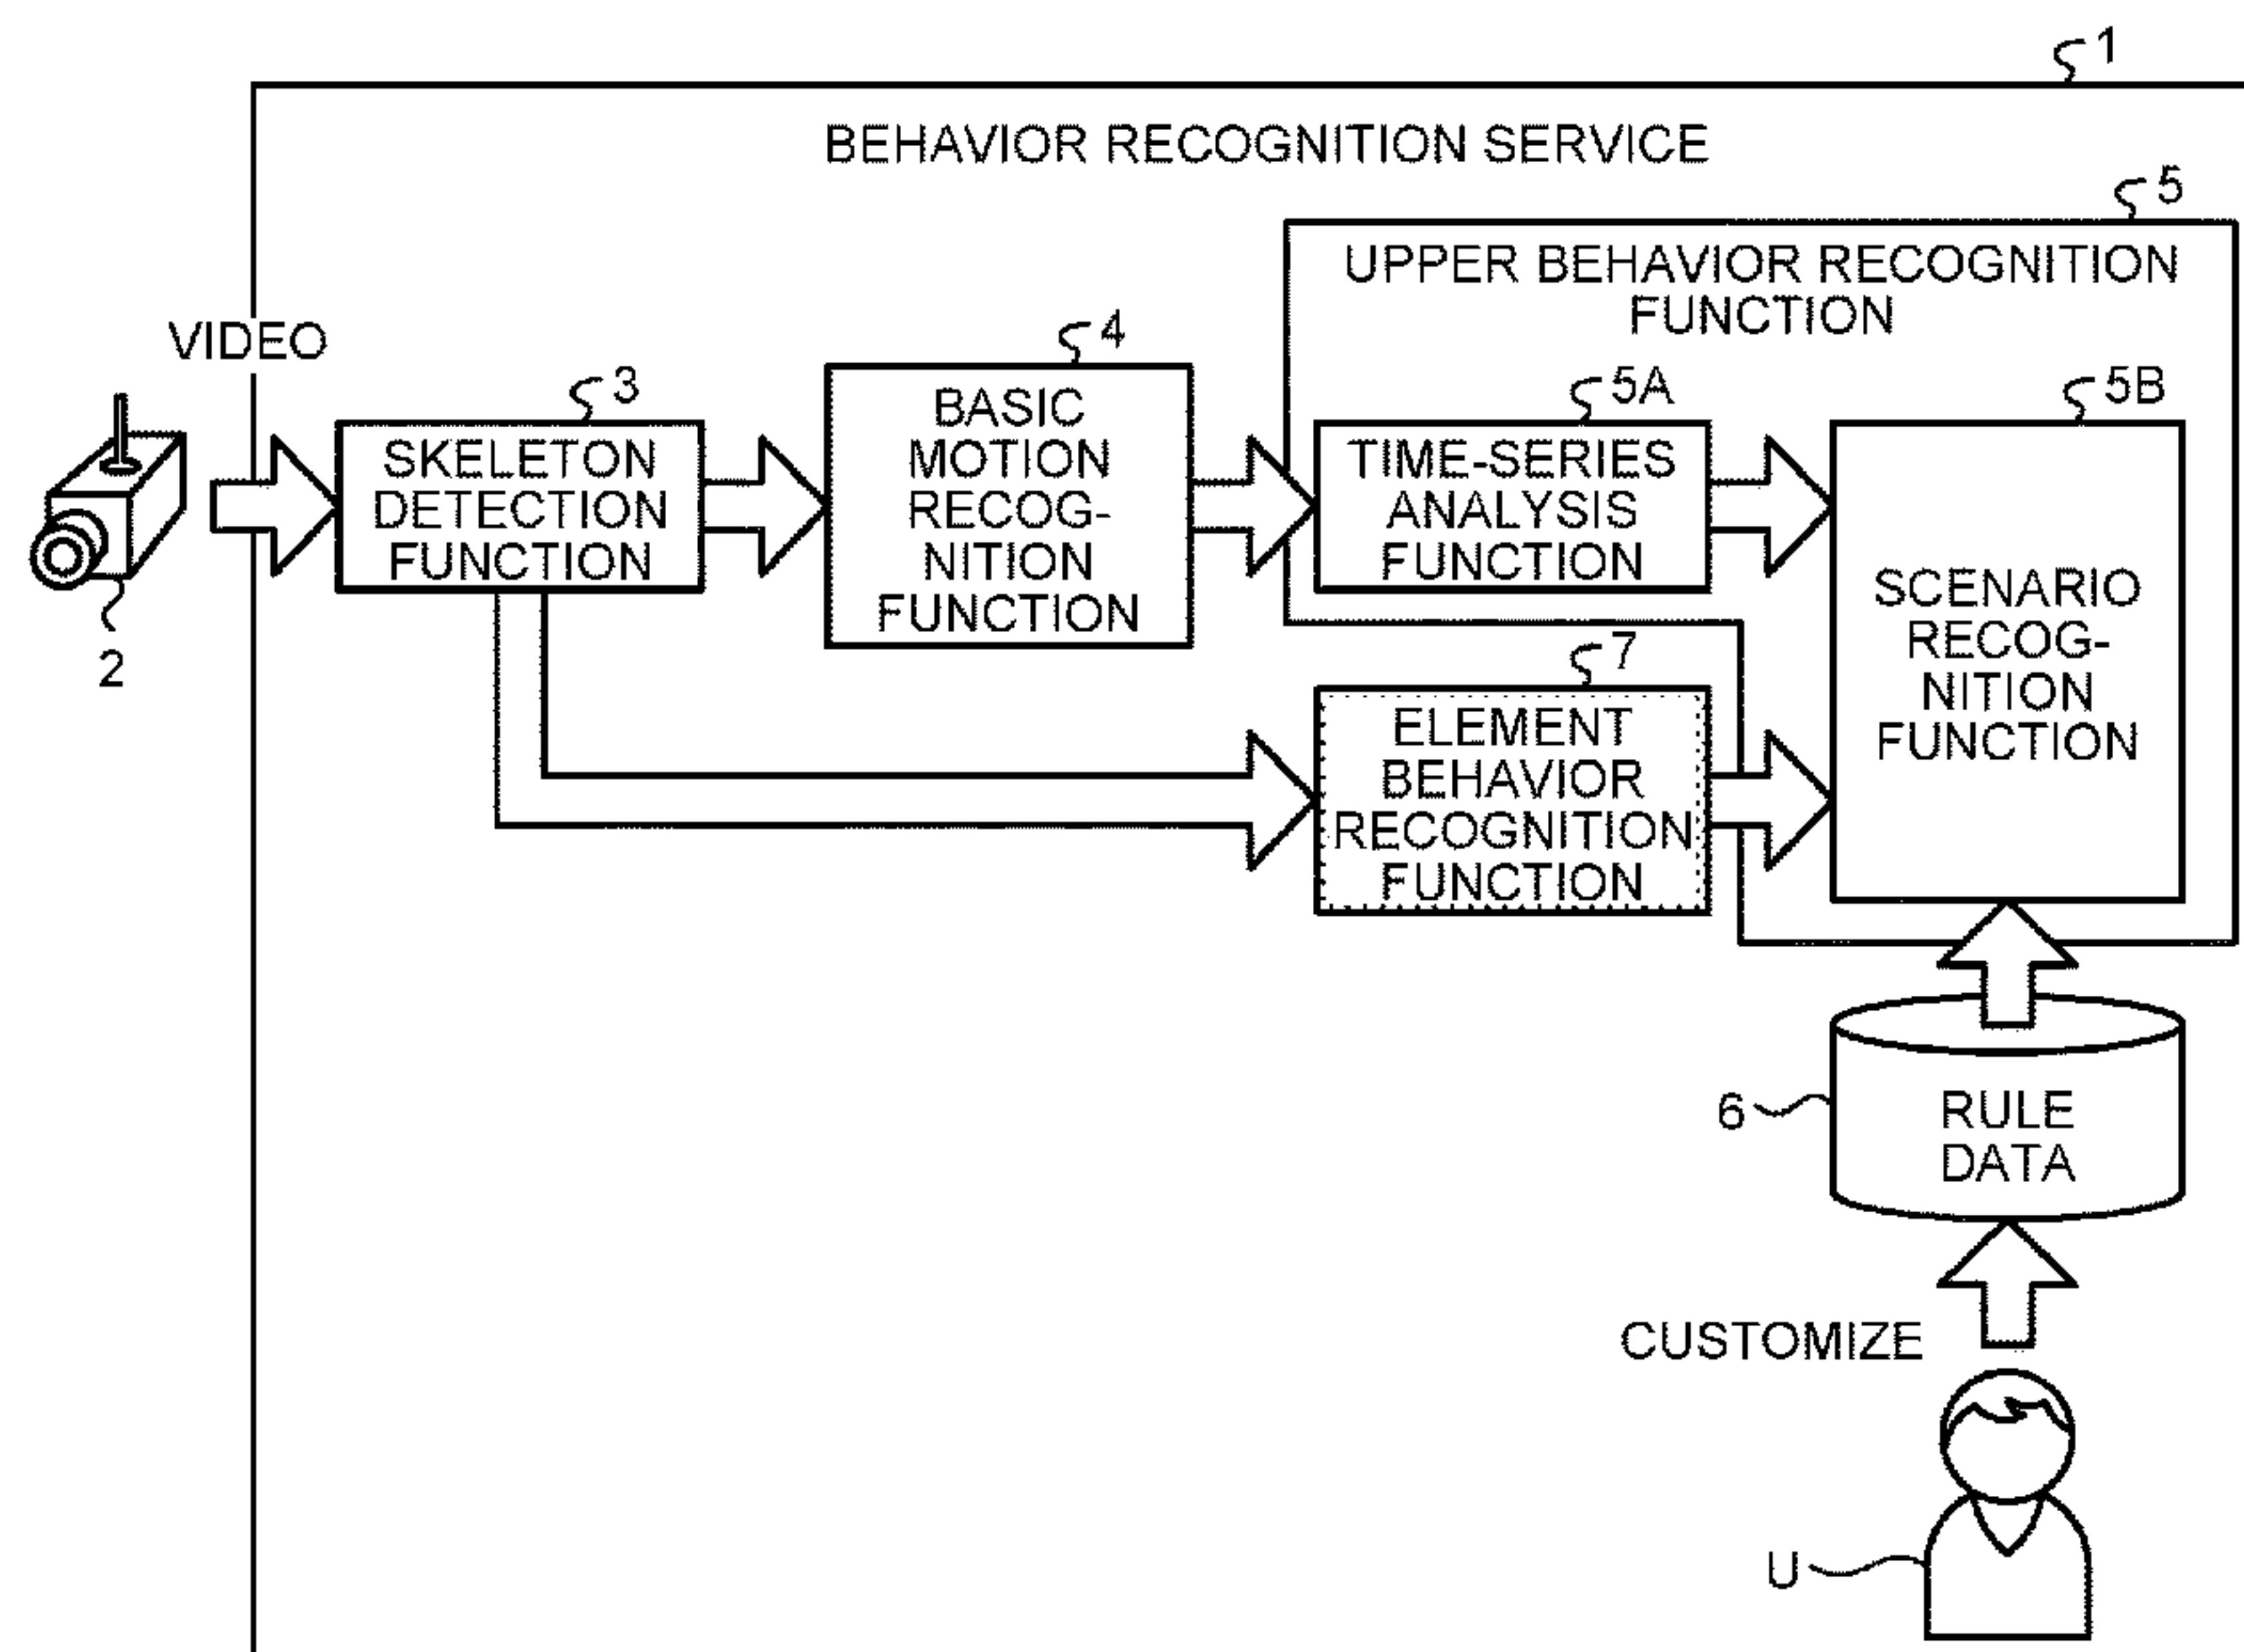 1
BEHAVIOR RECOGNITION SERVICE
5
UPPER BEHAVIOR RECOGNITION
FUNCTION
VIDEO
2
3
SKELETON
DETECTION
FUNCTION
4
BASIC
MOTION
RECOG-
NITION
FUNCTION
5A
TIME-SERIES
ANALYSIS
FUNCTION
5B
SCENARIO
RECOG-
NITION
FUNCTION
7
ELEMENT
BEHAVIOR
RECOGNITION
FUNCTION
6
RULE
DATA
CUSTOMIZE
U